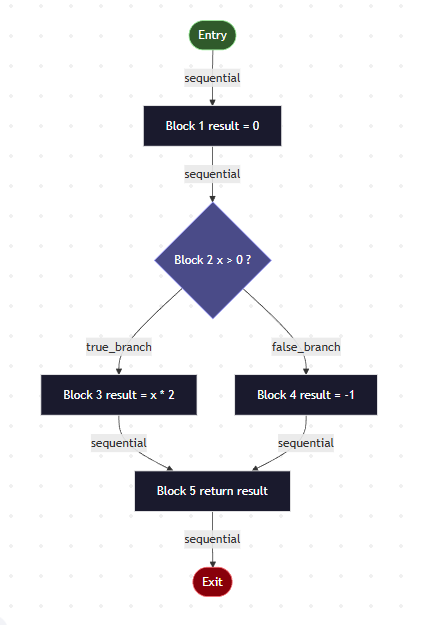 Entry
sequential
Block 1 result = 0
sequential
Block 2 x > 0 ?
true_branch
false_branch
Block 3 result = x * 2
Block 4 result = -1
sequential
sequential
Block 5 return result
sequential
Exit